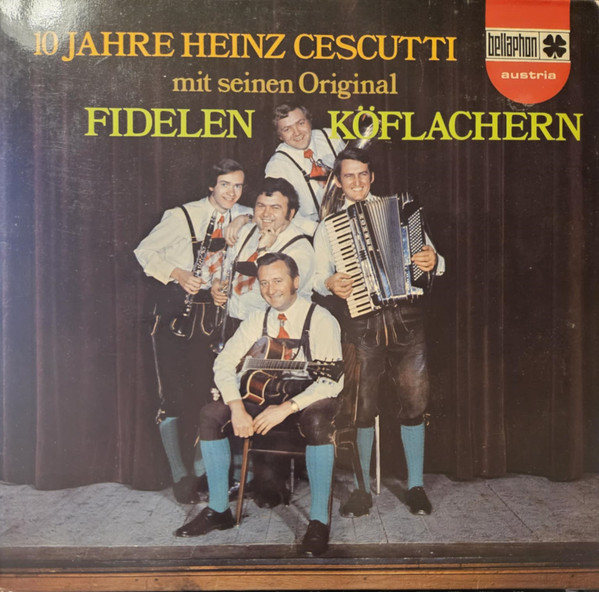 10 JAHRE HEINZ CESCUTTI
mit seinen Original
FIDELEN KÖFLACHERN
bellaphon
austria